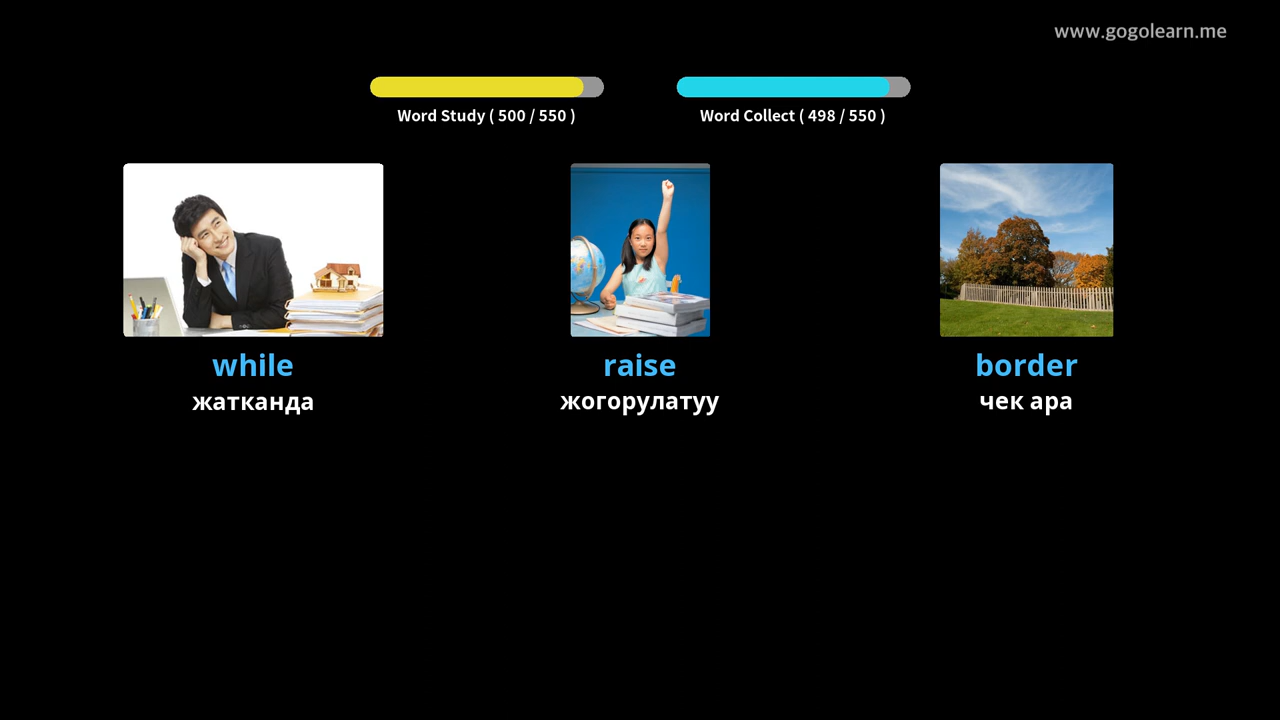 www.gogolearn.me
Word Study ( 500 / 550 )
Word Collect ( 498 / 550 )
while
жатканда
raise
жогорулатуу
border
чек ара